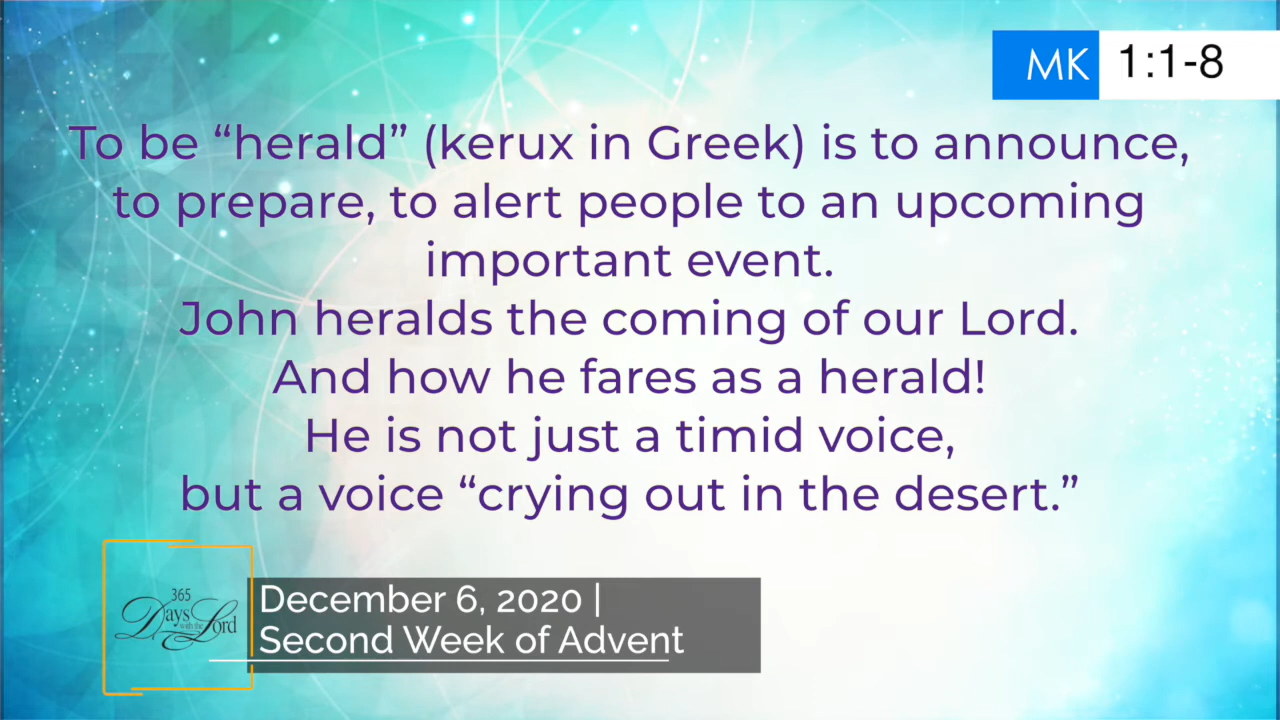 MK 1:1-8
To be “herald” (kerux in Greek) is to announce,
to prepare, to alert people to an upcoming
important event.
John heralds the coming of our Lord.
And how he fares as a herald!
He is not just a timid voice,
but a voice “crying out in the desert.”
365
Days with the Lord
December 6, 2020 |
Second Week of Advent